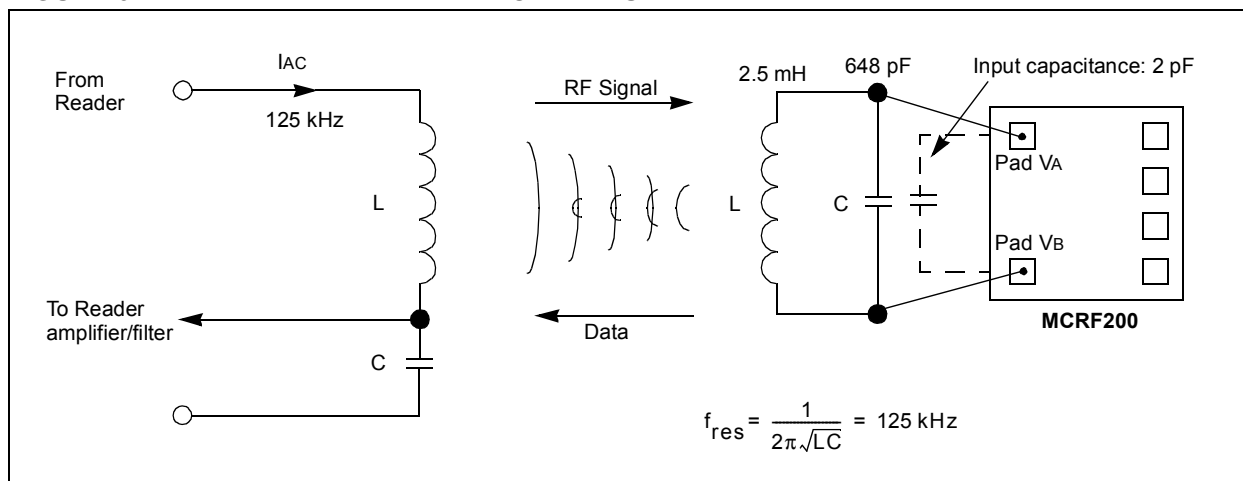 From
Reader
IAC
125 kHz
L
To Reader
amplifier/filter
C
RF Signal
Data
2.5 mH
648 pF
Input capacitance: 2 pF
L
C
Pad VA
Pad VB
MCRF200
fres = 1 / 2π√LC = 125 kHz